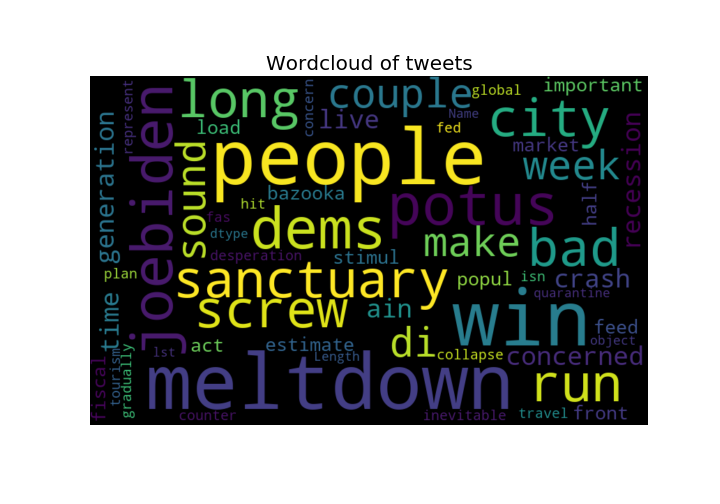 Wordcloud of tweets
long
couple
global
important
represent
concern
joebiden
load
live
fed
Name
city
generation
people
market
week
recession
sound
bazooka
half
hit
potus
fas
dems
dtype
make
bad
desperation
stimul
plan
sanctuary
popul
isn
crash
quarantine
time
screw
ain
win
feed
object
di
act
estimate
lst
Length
collapse
concerned
gradually
tourism
fiscal
meltdown
run
counter
inevitable
travel
front